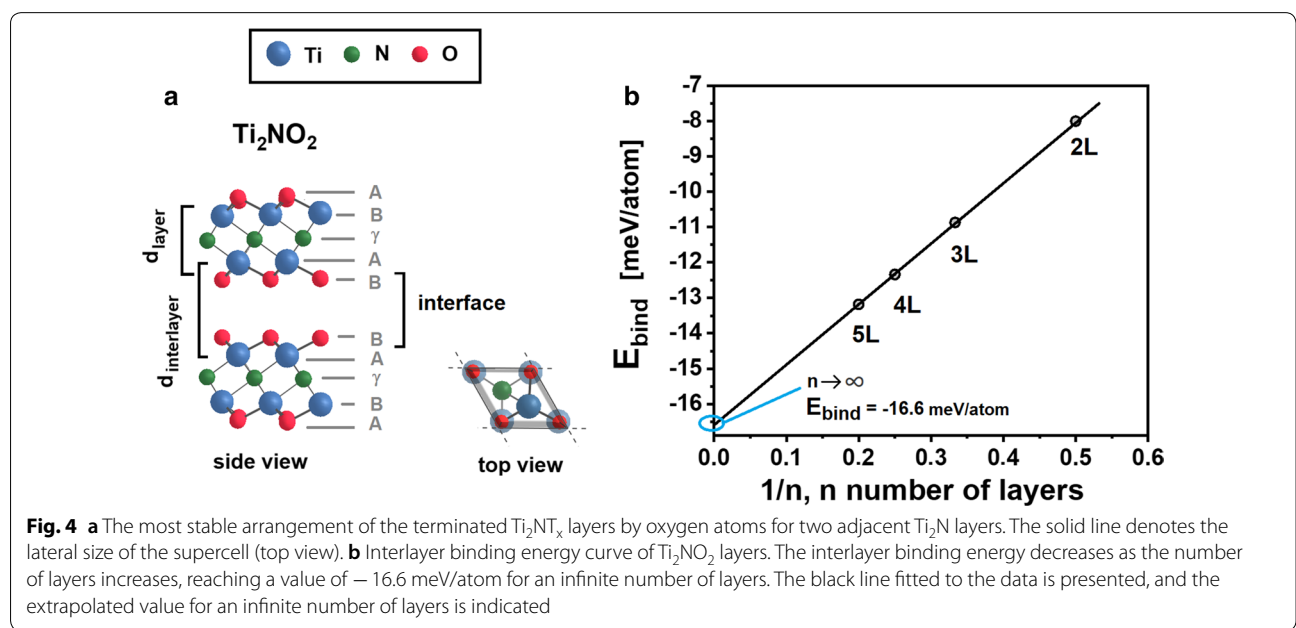 Ti N O
a
Ti₂NO₂
A
B
γ
A
B
d_layer
d_interlayer
interface
B
A
γ
B
A
side view
top view
b
E_bind [meV/atom]
-7
-8
-9
-10
-11
-12
-13
-14
-15
-16
2L
3L
4L
5L
n → ∞
E_bind = -16.6 meV/atom
0.0 0.1 0.2 0.3 0.4 0.5 0.6
1/n, n number of layers
Fig. 4 a The most stable arrangement of the terminated Ti₂NTₓ layers by oxygen atoms for two adjacent Ti₂N layers. The solid line denotes the
lateral size of the supercell (top view). b Interlayer binding energy curve of Ti₂NO₂ layers. The interlayer binding energy decreases as the number
of layers increases, reaching a value of − 16.6 meV/atom for an infinite number of layers. The black line fitted to the data is presented, and the
extrapolated value for an infinite number of layers is indicated